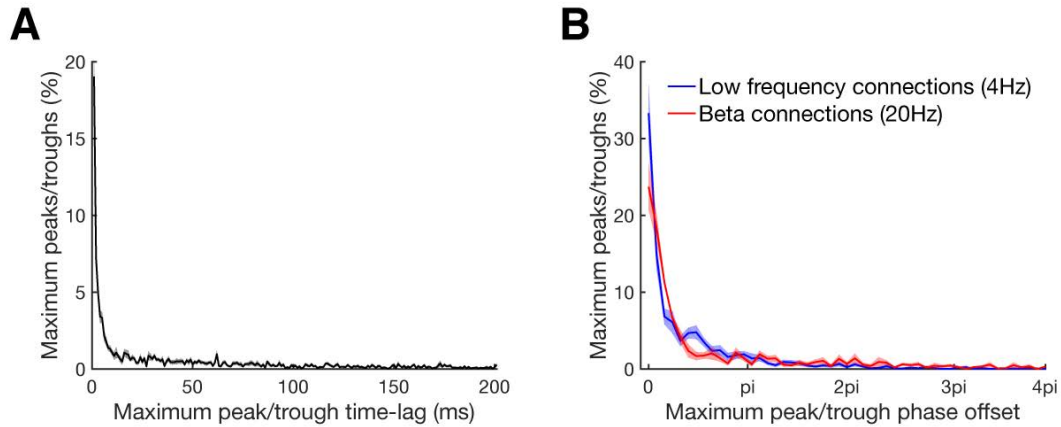 A
Maximum peaks/troughs (%)
20
15
10
5
0
0
50
100
150
200
Maximum peak/trough time-lag (ms)
B
Maximum peaks/troughs (%)
40
30
20
10
0
Low frequency connections (4Hz)
Beta connections (20Hz)
0
pi
2pi
3pi
4pi
Maximum peak/trough phase offset